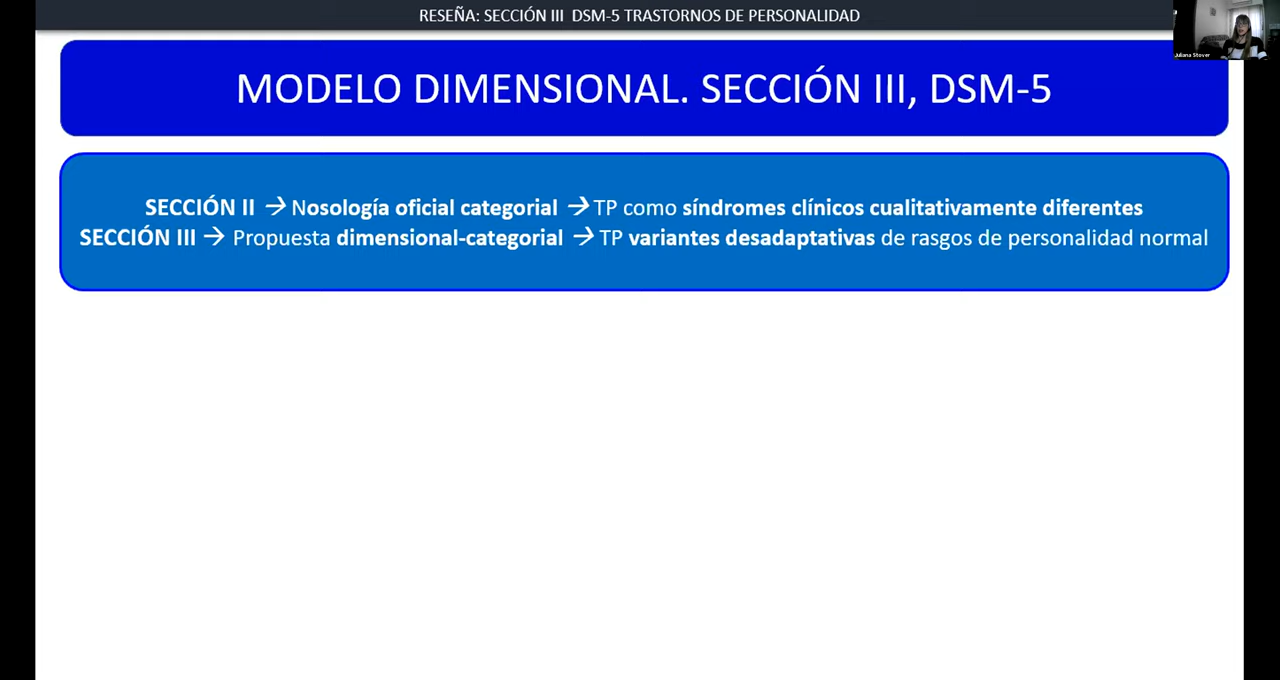 RESEÑA: SECCIÓN III DSM-5 TRASTORNOS DE PERSONALIDAD
MODELO DIMENSIONAL. SECCIÓN III, DSM-5
SECCIÓN II → Nosología oficial categorial → TP como síndromes clínicos cualitativamente diferentes
SECCIÓN III → Propuesta dimensional-categorial → TP variantes desadaptativas de rasgos de personalidad normal
Juliana Stover